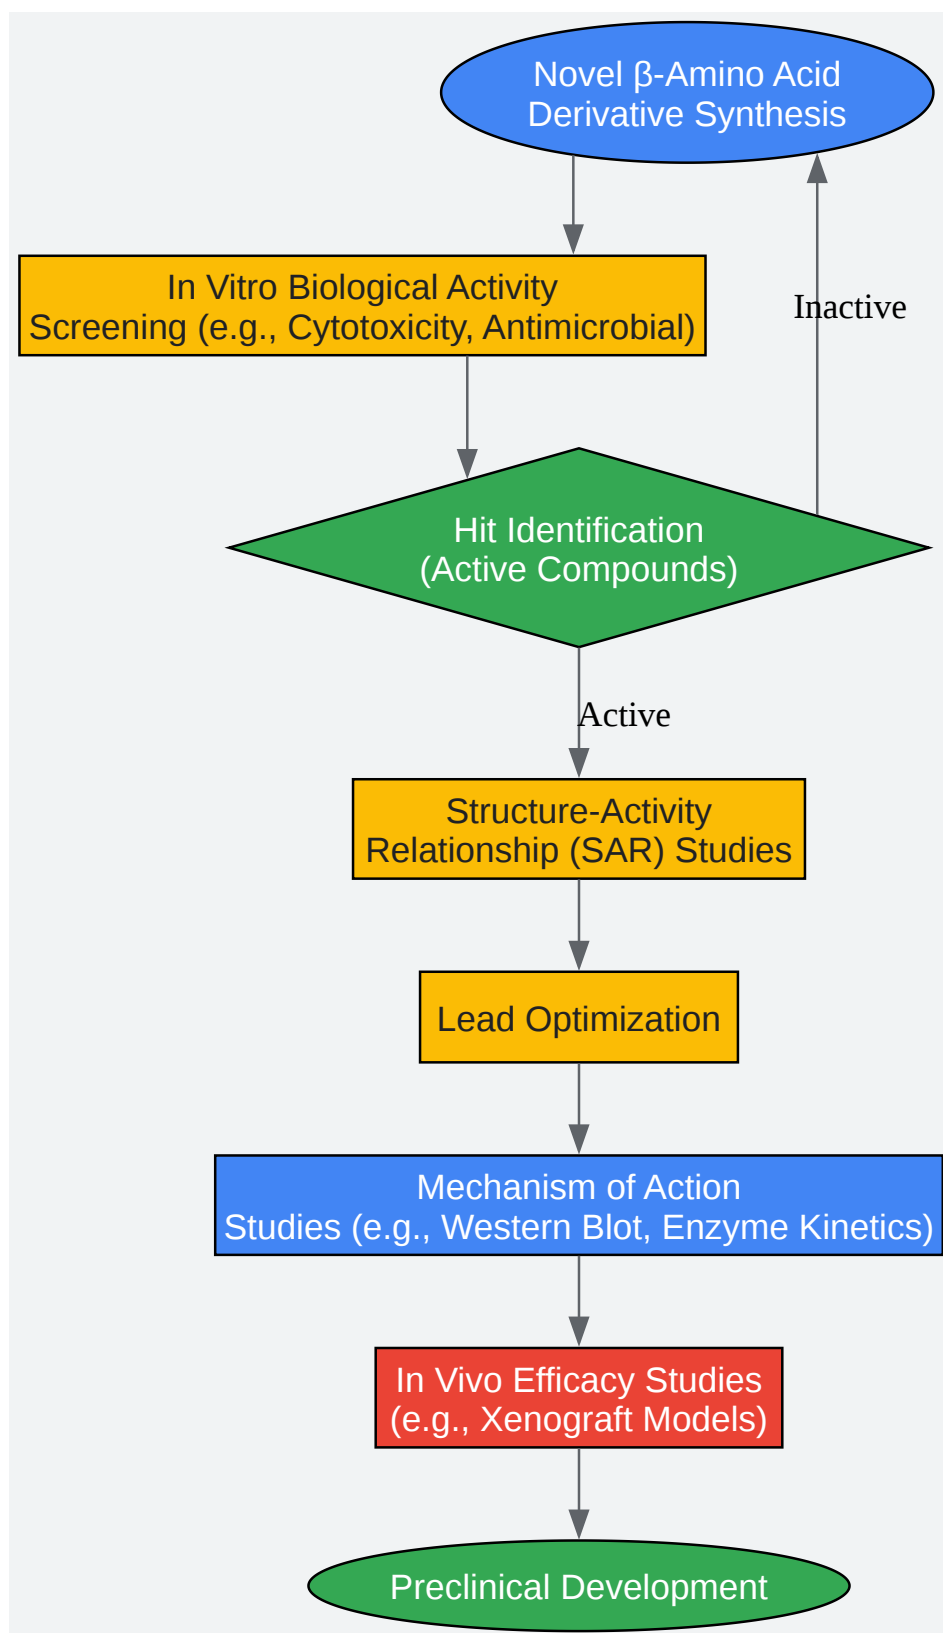 Novel β-Amino Acid
Derivative Synthesis
In Vitro Biological Activity
Screening (e.g., Cytotoxicity, Antimicrobial)
Inactive
Hit Identification
(Active Compounds)
Active
Structure-Activity
Relationship (SAR) Studies
Lead Optimization
Mechanism of Action
Studies (e.g., Western Blot, Enzyme Kinetics)
In Vivo Efficacy Studies
(e.g., Xenograft Models)
Preclinical Development